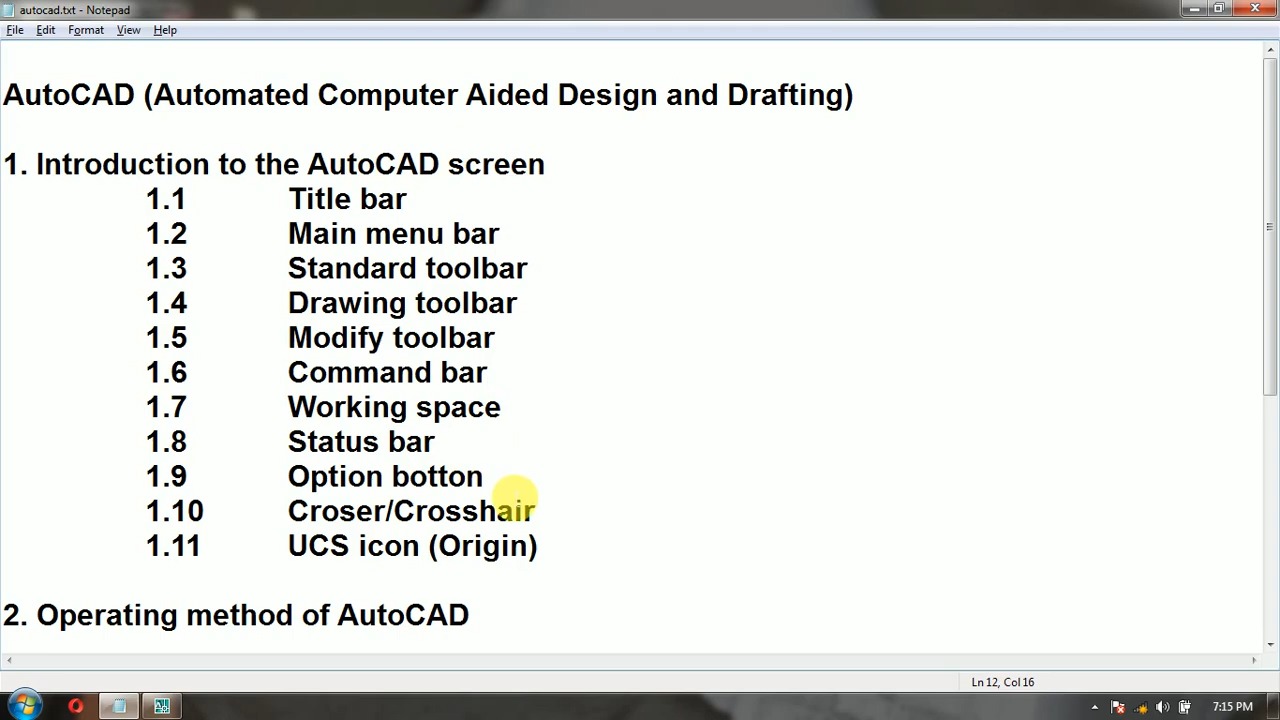 autocad.txt - Notepad
File Edit Format View Help
AutoCAD (Automated Computer Aided Design and Drafting)
1. Introduction to the AutoCAD screen
1.1 Title bar
1.2 Main menu bar
1.3 Standard toolbar
1.4 Drawing toolbar
1.5 Modify toolbar
1.6 Command bar
1.7 Working space
1.8 Status bar
1.9 Option botton
1.10 Croser/Crosshair
1.11 UCS icon (Origin)
2. Operating method of AutoCAD
Ln 12, Col 16
7:15 PM